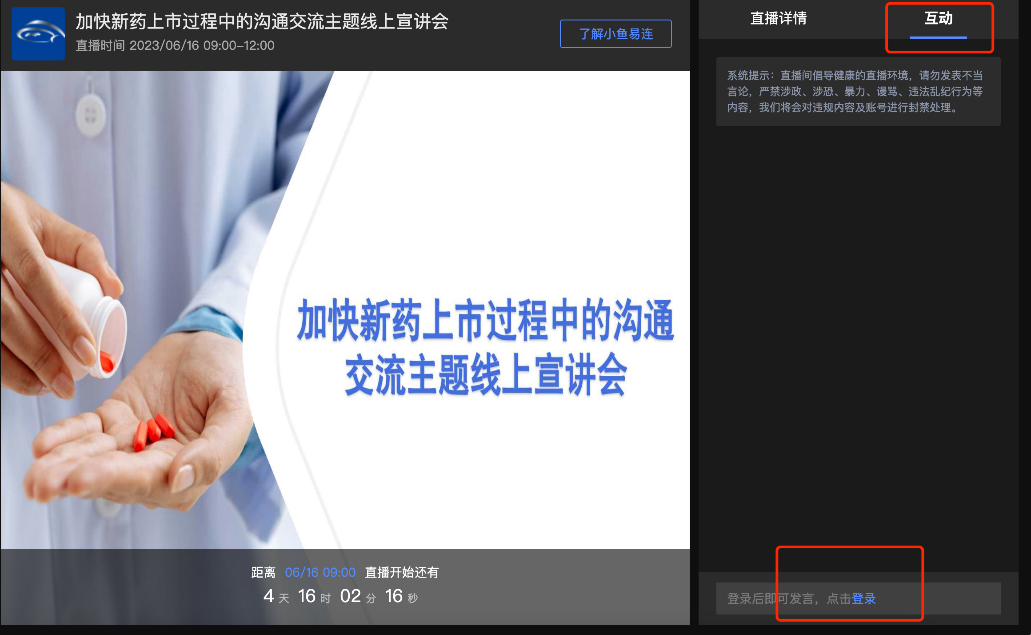 加快新药上市过程中的沟通交流主题线上宣讲会
直播时间 2023/06/16 09:00-12:00
了解小鱼易连
加快新药上市过程中的沟通
交流主题线上宣讲会
距离 06/16 09:00 直播开始还有
4 天 16 时 02 分 16 秒
直播详情 互动
系统提示：直播间倡导健康的直播环境，请勿发表不当
言论，严禁涉政、涉恐、暴力、谩骂、违法乱纪行为等
内容，我们将会对违规内容及账号进行封禁处理。
登录后即可发言，点击登录